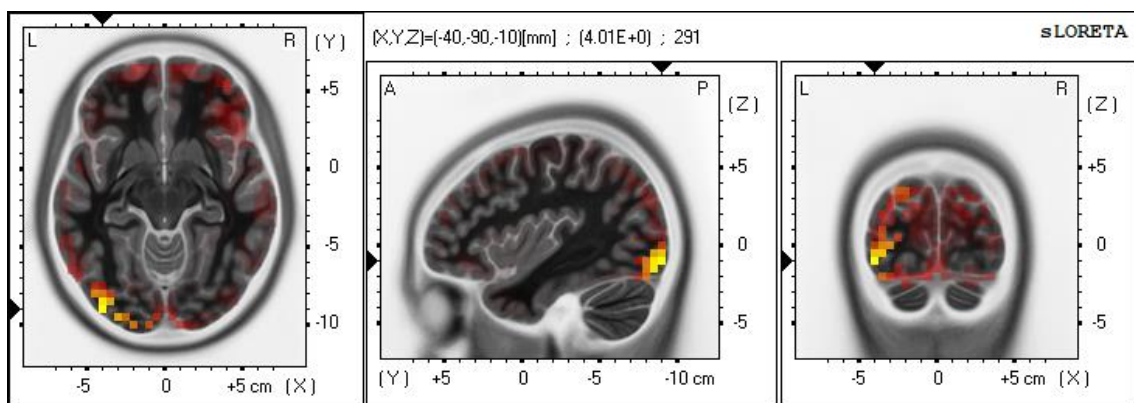 (X,Y,Z)=(-40,-90,-10)[mm] ; (4.01E+0) ; 291
sLORETA
L
R
(Y)
+5
0
-5
-10
-5
0
+5 cm
(X)
A
P
(Z)
+5
0
-5
(Y)
+5
0
-5
-10 cm
L
R
(Z)
+5
0
-5
-5
0
+5 cm
(X)